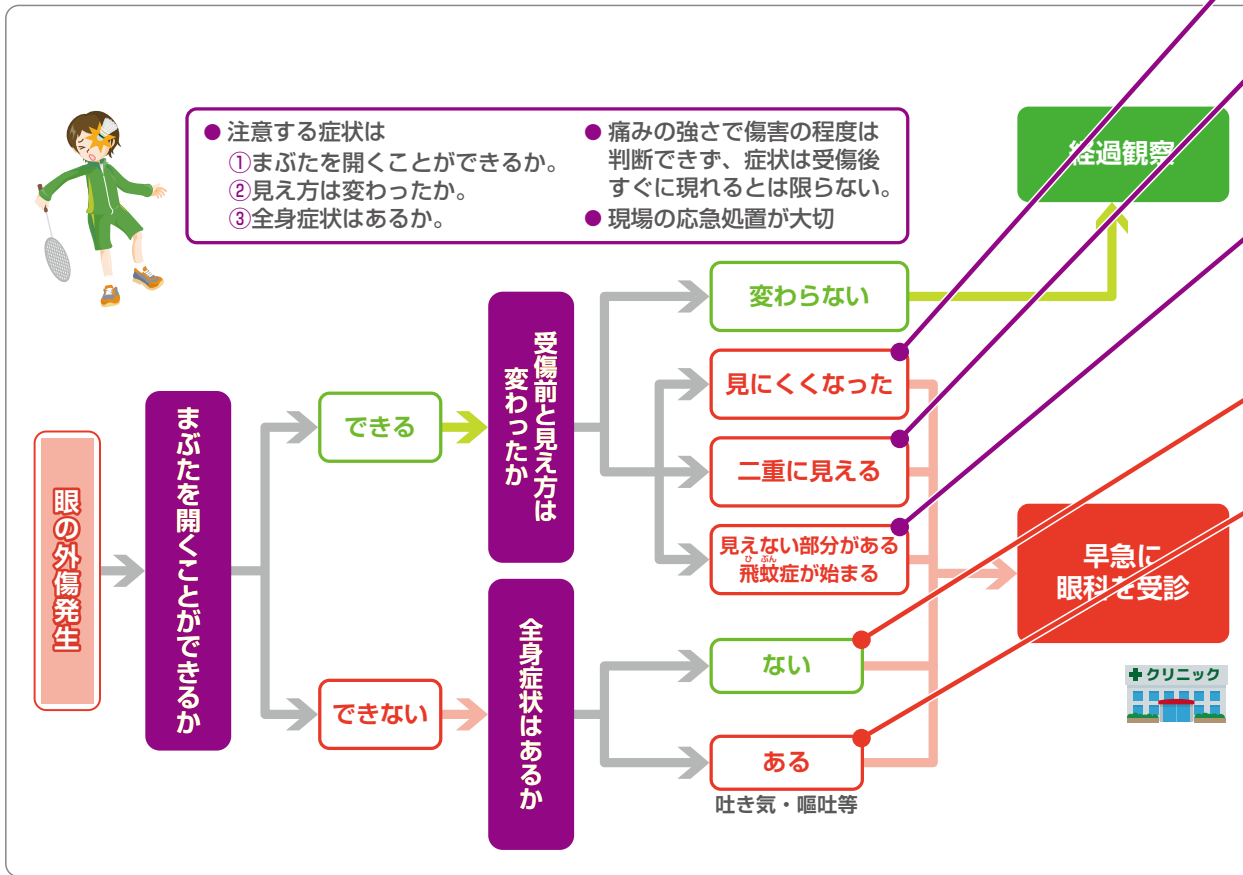 ● 注意する症状は
①まぶたを開くことができるか。
②見え方は変わったか。
③全身症状はあるか。
● 痛みの強さで傷害の程度は
判断できず、症状は受傷後
すぐに現れるとは限らない。
● 現場の応急処置が大切
眼の外傷発生
まぶたを開くことができるか
できる
できない
受傷前と見え方は
変わったか
全身症状はあるか
変わらない
見にくくなった
二重に見える
見えない部分がある
ひ ぶん
飛蚊症が始まる
ない
ある
吐き気・嘔吐等
経過観察
早急に
眼科を受診
クリニック